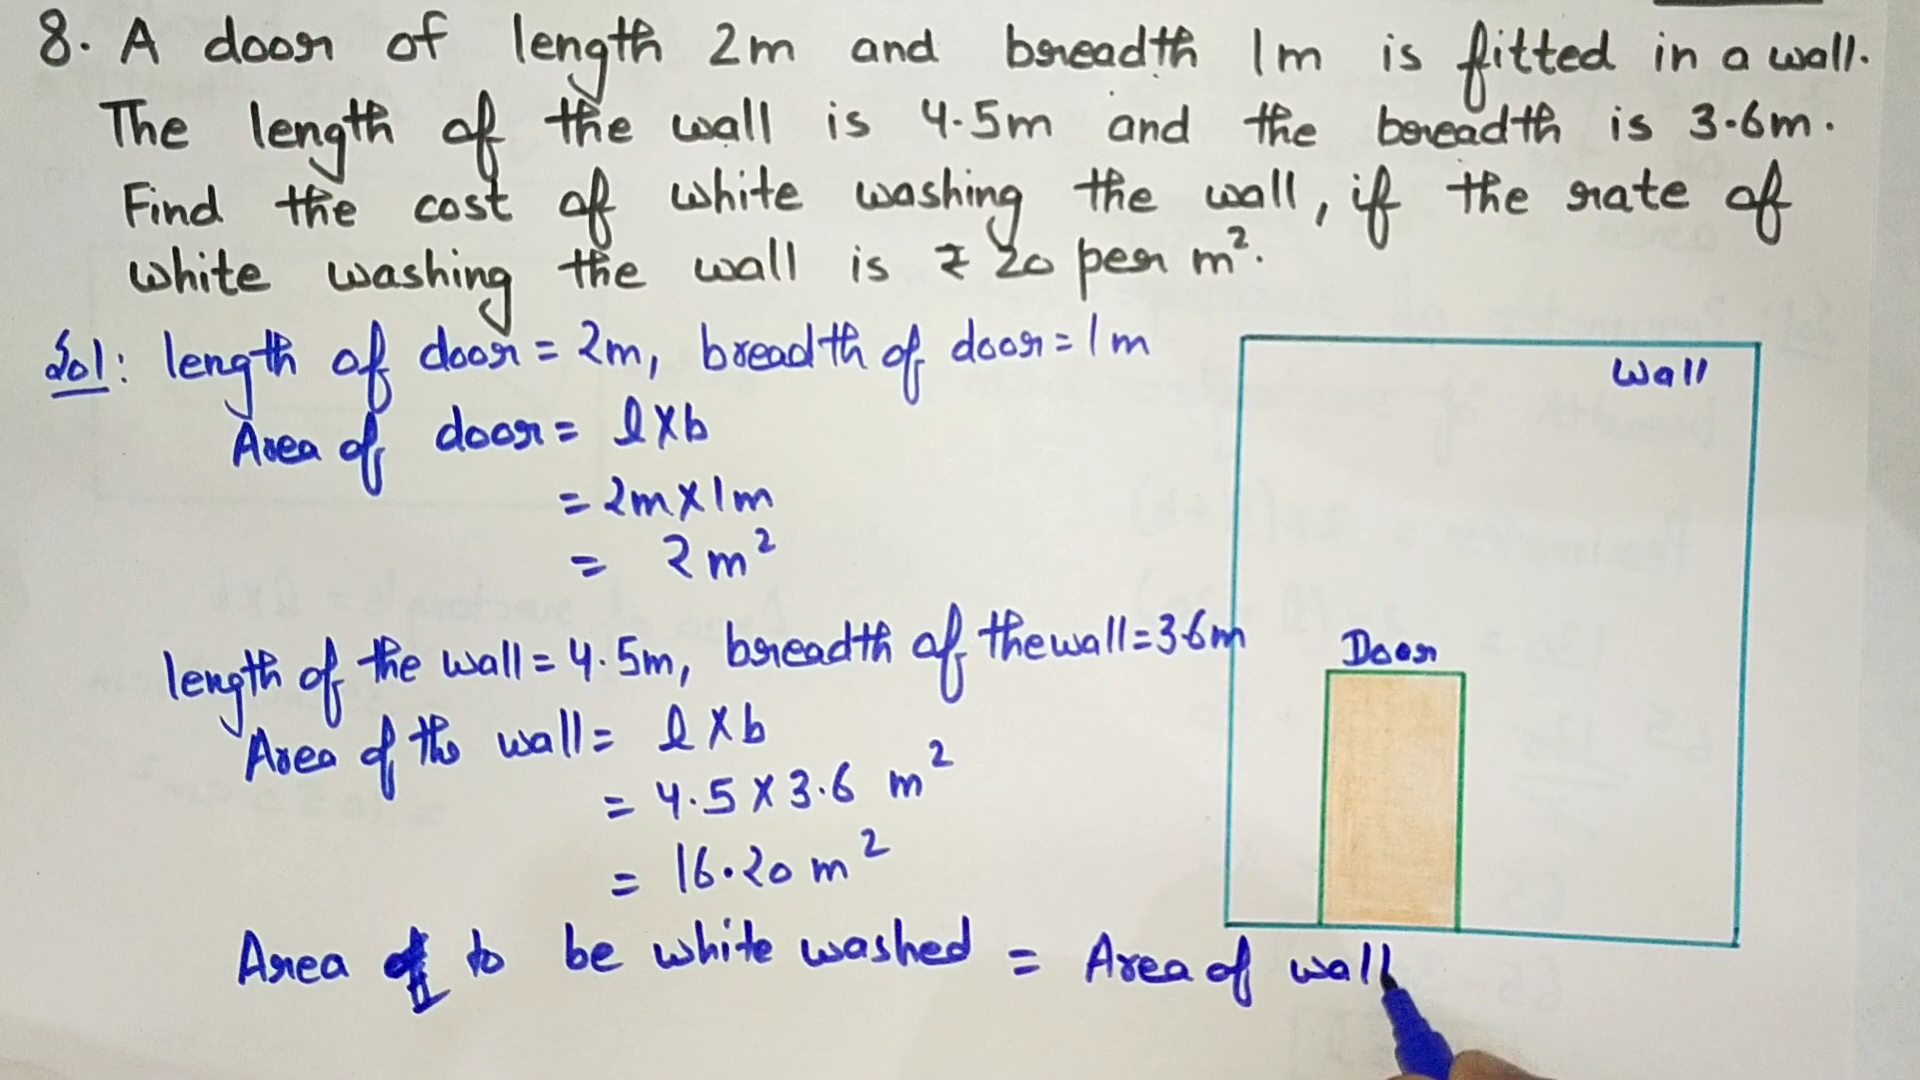 8. A door of length 2m and breadth 1m is fitted in a wall.
The length of the wall is 4.5m and the breadth is 3.6m.
Find the cost of white washing the wall, if the rate of
white washing the wall is ₹ 20 per m².
Sol: length of door = 2m, breadth of door = 1m
Area of door = l×b
= 2m×1m
= 2m²
length of the wall = 4.5m, breadth of the wall = 3.6m
Area of the wall = l×b
= 4.5×3.6 m²
= 16.20 m²
Area to be white washed = Area of wall
Wall
Door